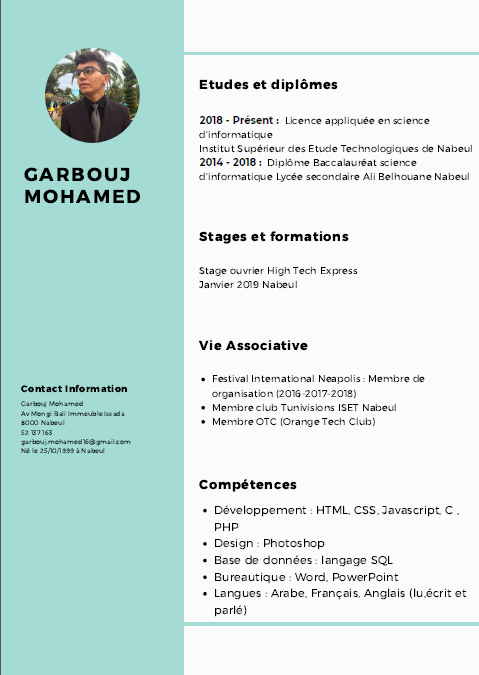 GARBOUJ
MOHAMED
Contact Information
Garbouj Mohamed
Av Mongi Bali Immeuble Issada
8000 Nabeul
52 137 163
garbouj.mohamed16@gmail.com
Né le 25/10/1999 à Nabeul
Etudes et diplômes
2018 - Présent : Licence appliquée en science
d'informatique
Institut Supérieur des Etude Technologiques de Nabeul
2014 - 2018 : Diplôme Baccalauréat science
d'informatique Lycée secondaire Ali Belhouane Nabeul
Stages et formations
Stage ouvrier High Tech Express
Janvier 2019 Nabeul
Vie Associative
• Festival International Neapolis : Membre de
organisation (2016-2017-2018)
• Membre club Tunivisions ISET Nabeul
• Membre OTC (Orange Tech Club)
Compétences
• Développement : HTML, CSS, Javascript, C ,
PHP
• Design : Photoshop
• Base de données : langage SQL
• Bureautique : Word, PowerPoint
• Langues : Arabe, Français, Anglais (lu,écrit et
parlé)